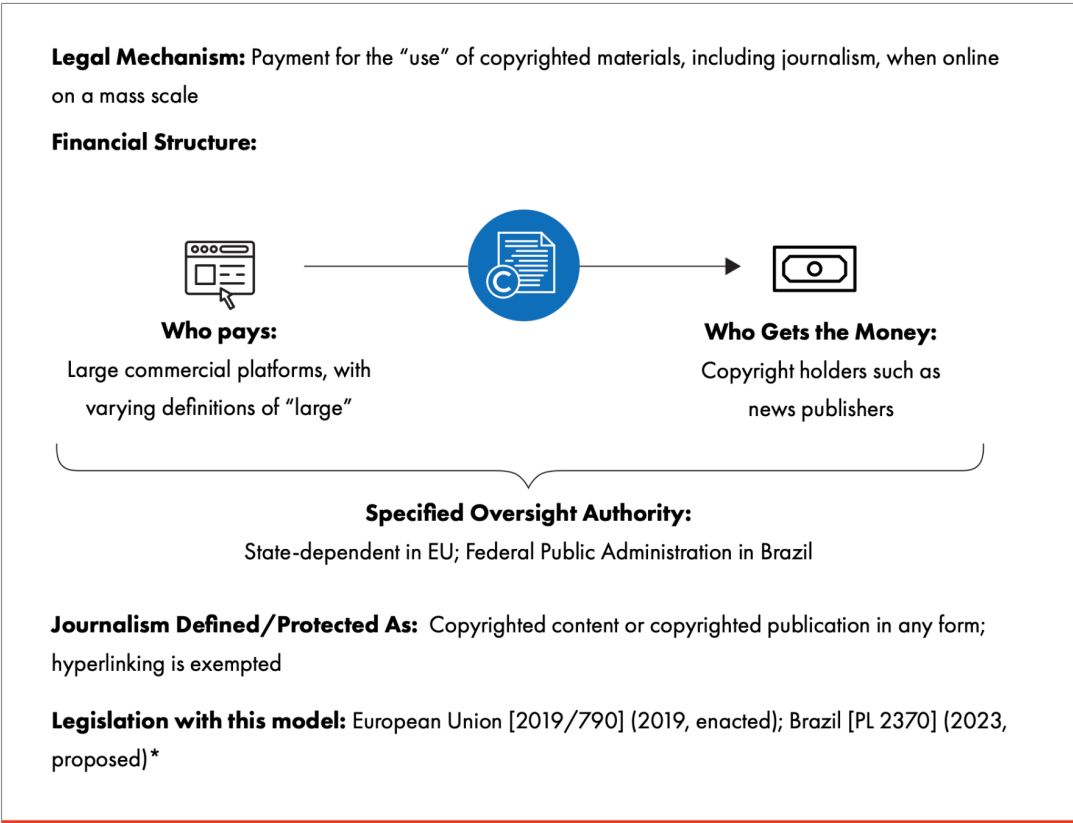 Legal Mechanism: Payment for the “use” of copyrighted materials, including journalism, when online
on a mass scale
Financial Structure:
©
Who pays:
Large commercial platforms, with
varying definitions of “large”
Who Gets the Money:
Copyright holders such as
news publishers
Specified Oversight Authority:
State-dependent in EU; Federal Public Administration in Brazil
Journalism Defined/Protected As: Copyrighted content or copyrighted publication in any form;
hyperlinking is exempted
Legislation with this model: European Union [2019/790] (2019, enacted); Brazil [PL 2370] (2023,
proposed)*